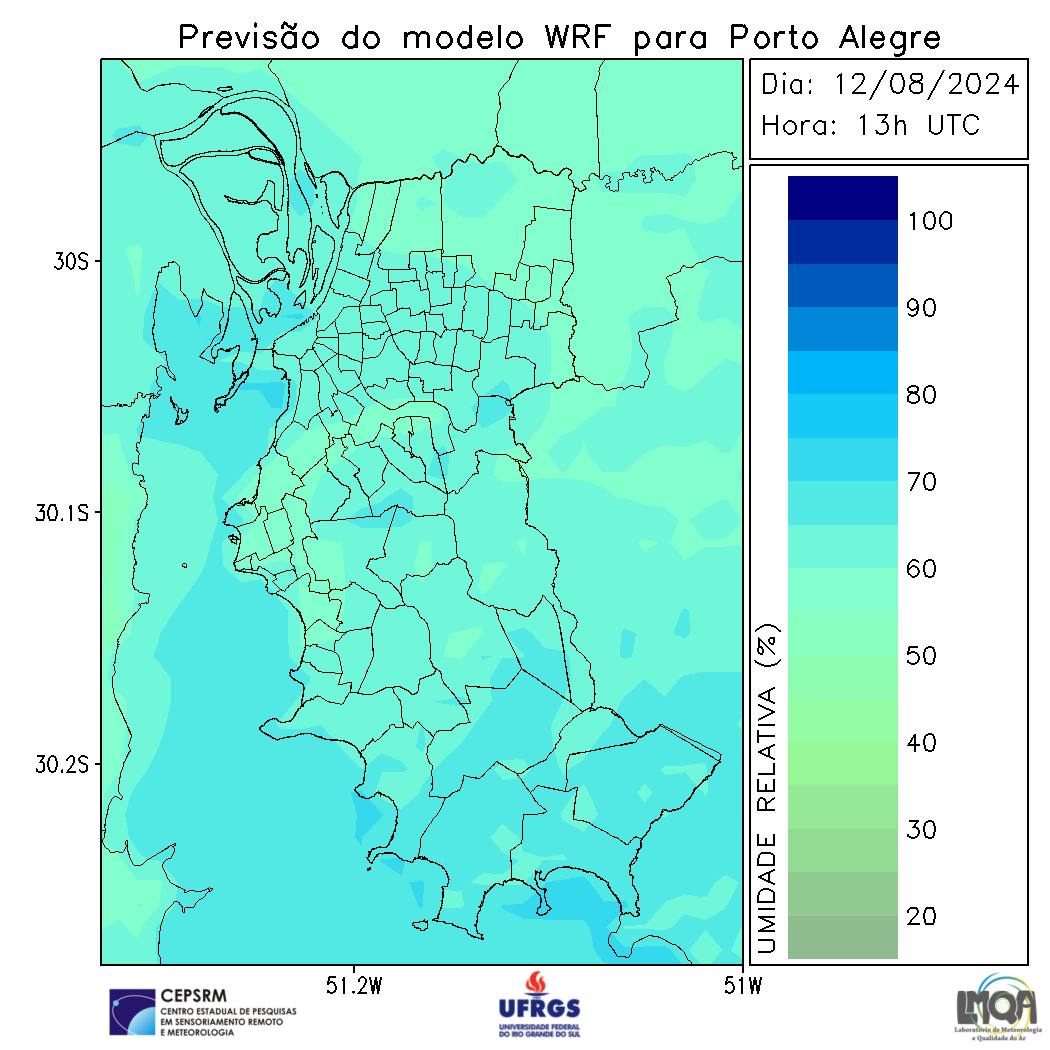 Previsão do modelo WRF para Porto Alegre
Dia: 12/08/2024
Hora: 13h UTC
30S
30.1S
30.2S
51.2W
51W
100
90
80
70
60
50
40
30
20
UMIDADE RELATIVA (%)
CEPSRM
CENTRO ESTADUAL DE PESQUISAS
EM SENSORIAMENTO REMOTO
E METEOROLOGIA
UFRGS
UNIVERSIDADE FEDERAL
DO RIO GRANDE DO SUL
LMQA
Laboratório de Meteorologia
e Qualidade do Ar